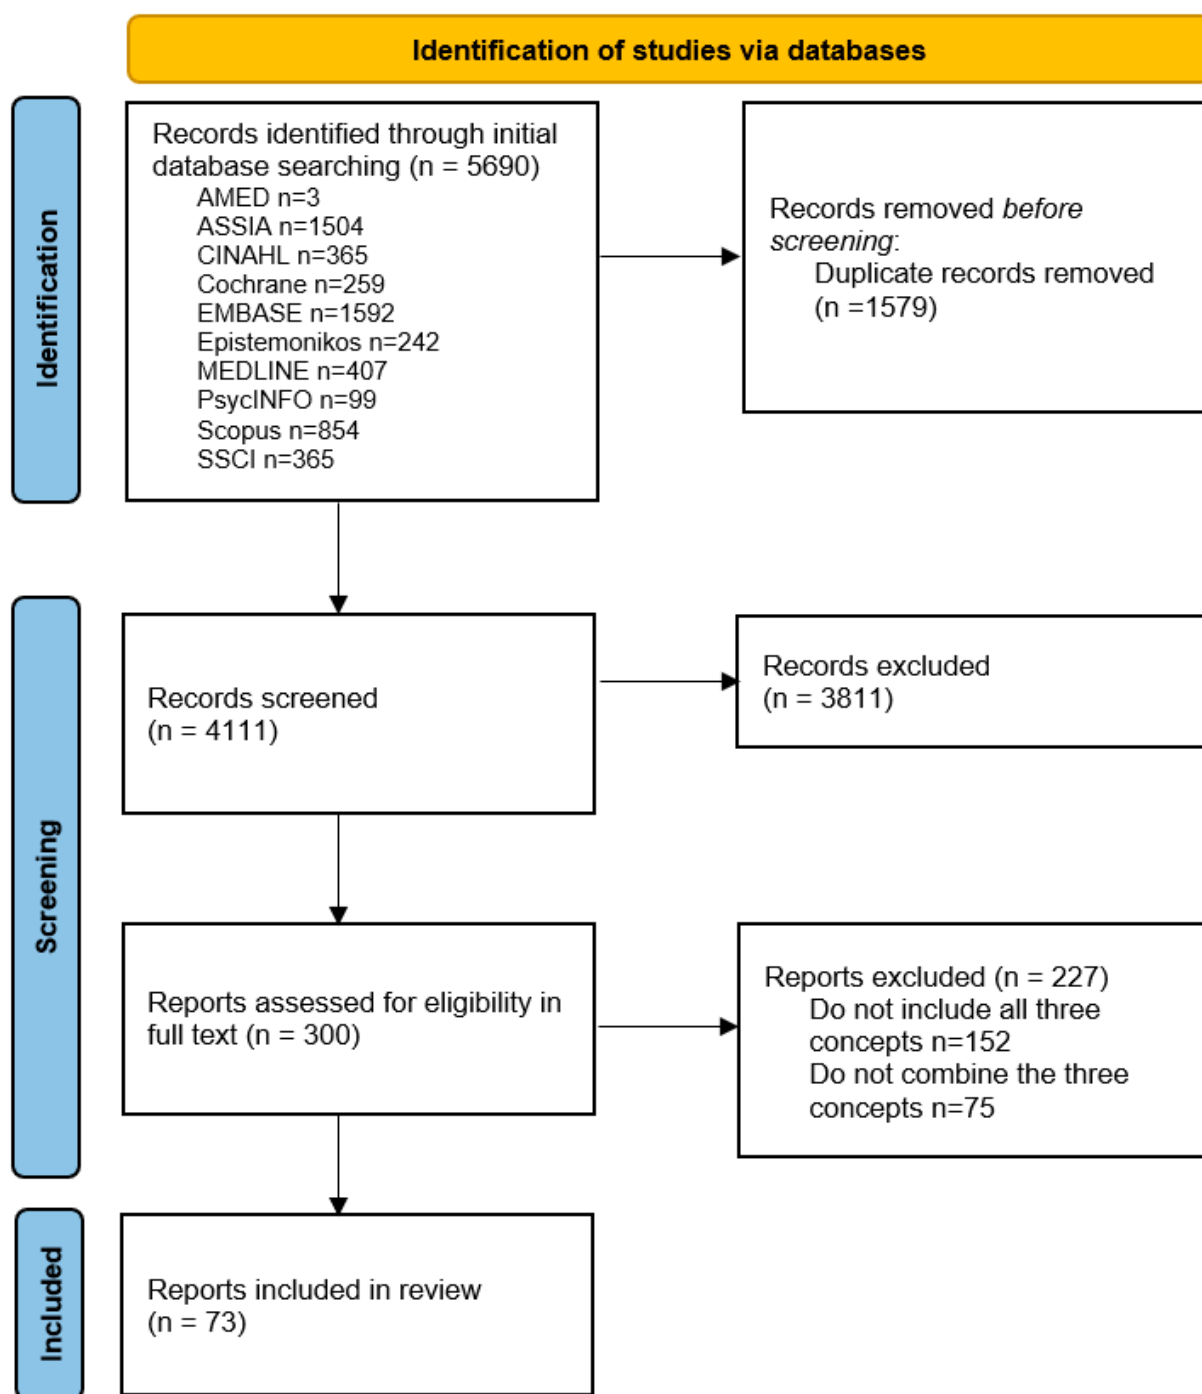 Identification of studies via databases
Identification
Records identified through initial
database searching (n = 5690)
AMED n=3
ASSIA n=1504
CINAHL n=365
Cochrane n=259
EMBASE n=1592
Epistemonikos n=242
MEDLINE n=407
PsycINFO n=99
Scopus n=854
SSCI n=365
Records removed before
screening:
Duplicate records removed
(n =1579)
Screening
Records screened
(n = 4111)
Records excluded
(n = 3811)
Reports assessed for eligibility in
full text (n = 300)
Reports excluded (n = 227)
Do not include all three
concepts n=152
Do not combine the three
concepts n=75
Included
Reports included in review
(n = 73)